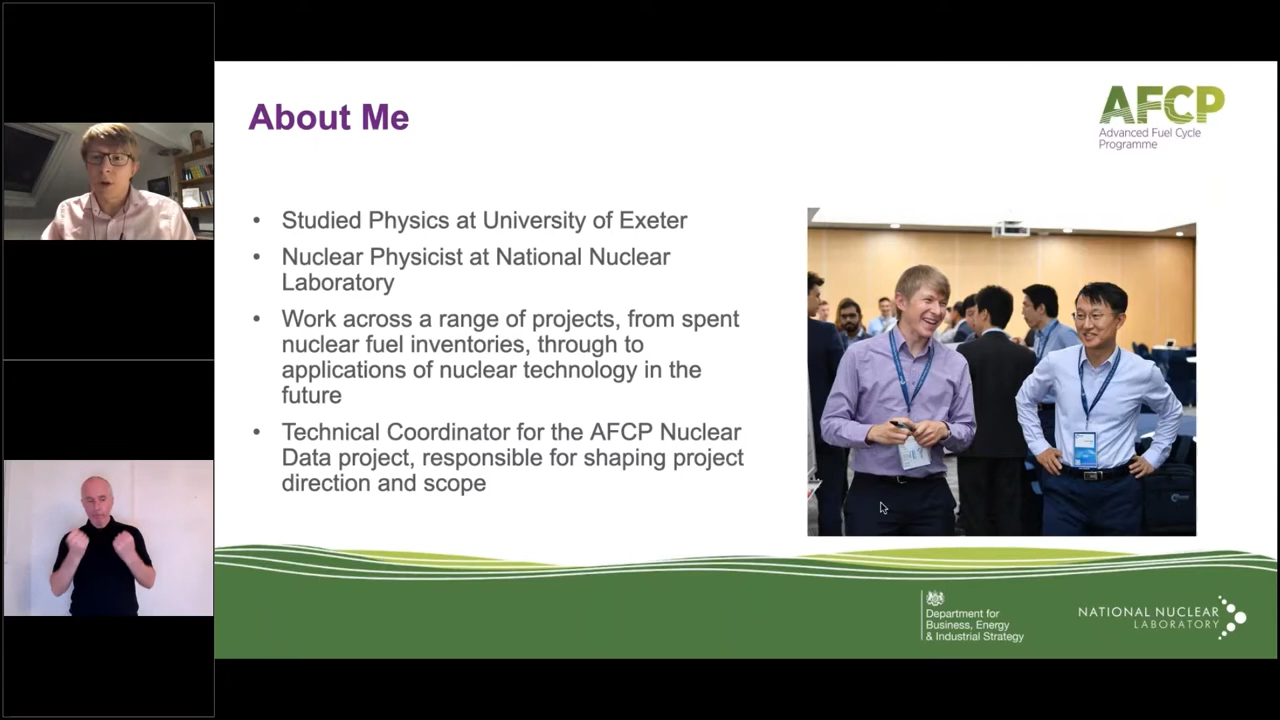 About Me
AFCP
Advanced Fuel Cycle
Programme
• Studied Physics at University of Exeter
• Nuclear Physicist at National Nuclear
Laboratory
• Work across a range of projects, from spent
nuclear fuel inventories, through to
applications of nuclear technology in the
future
• Technical Coordinator for the AFCP Nuclear
Data project, responsible for shaping project
direction and scope
Department for
Business, Energy
& Industrial Strategy
NATIONAL NUCLEAR
LABORATORY